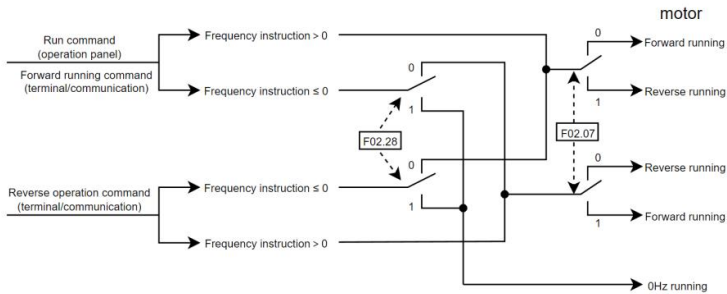 motor
Run command
(operation panel)
Forward running command
(terminal/communication)
Frequency instruction > 0
Frequency instruction ≤ 0
0
1
F02.28
0
1
Reverse operation command
(terminal/communication)
Frequency instruction ≤ 0
Frequency instruction > 0
0
Forward running
1
Reverse running
F02.07
0
Reverse running
1
Forward running
0Hz running